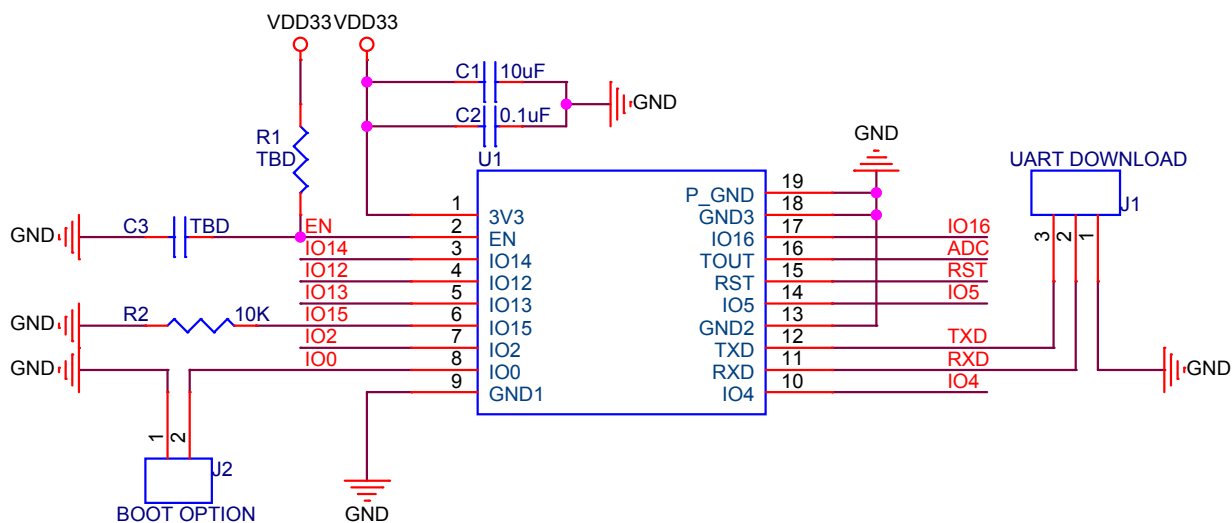 VDD33 VDD33
C1 10uF
GND
C2 0.1uF
R1
TBD
U1
GND
UART DOWNLOAD
J1
3 2 1
GND C3 TBD EN
1 3V3
2 EN
IO14 3 IO14
IO12 4 IO12
IO13 5 IO13
GND R2 10K IO15 6 IO15
IO2 7 IO2
GND IO0 8 IO0
9 GND1
P_GND 19
GND3 18
IO16 17 IO16
TOUT 16 ADC
RST 15 RST
IO5 14 IO5
GND2 13
TXD 12 TXD
RXD 11 RXD
IO4 10 IO4
GND
1 2
J2
BOOT OPTION
GND